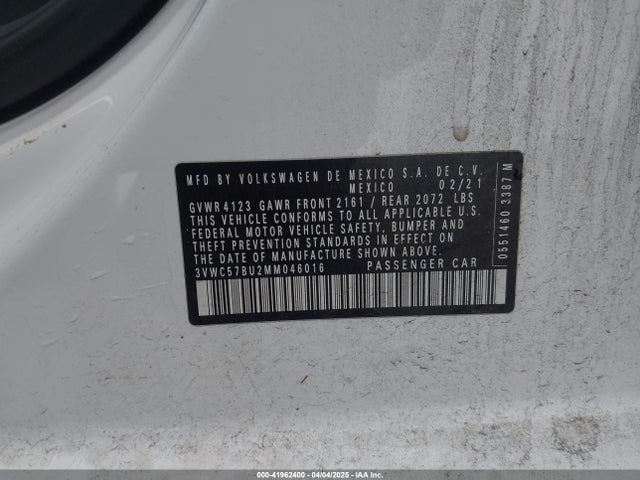 MFD BY VOLKSWAGEN DE MEXICO S.A. DE C.V.
MEXICO 02/21
GVWR 4123 GAWR FRONT 2161 / REAR 2072 LBS
THIS VEHICLE CONFORMS TO ALL APPLICABLE U.S.
FEDERAL MOTOR VEHICLE SAFETY, BUMPER AND
THEFT PREVENTION STANDARDS IN EFFECT ON
THE DATE OF MANUFACTURE SHOWN ABOVE.
3VWC57BU2MM046016 PASSENGER CAR
0551460 3387 M
000-41962400 - 04/04/2025 - IAAI.COM